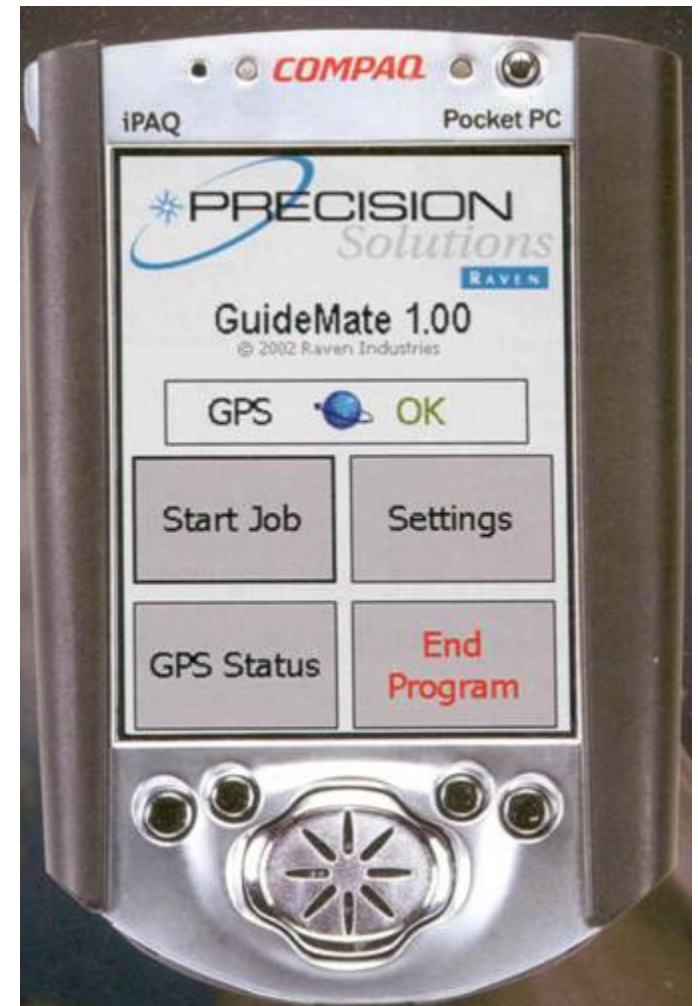 COMPAQ
iPAQ Pocket PC
PRECISION
Solutions
RAVEN
GuideMate 1.00
© 2002 Raven Industries
GPS OK
Start Job Settings
GPS Status End Program